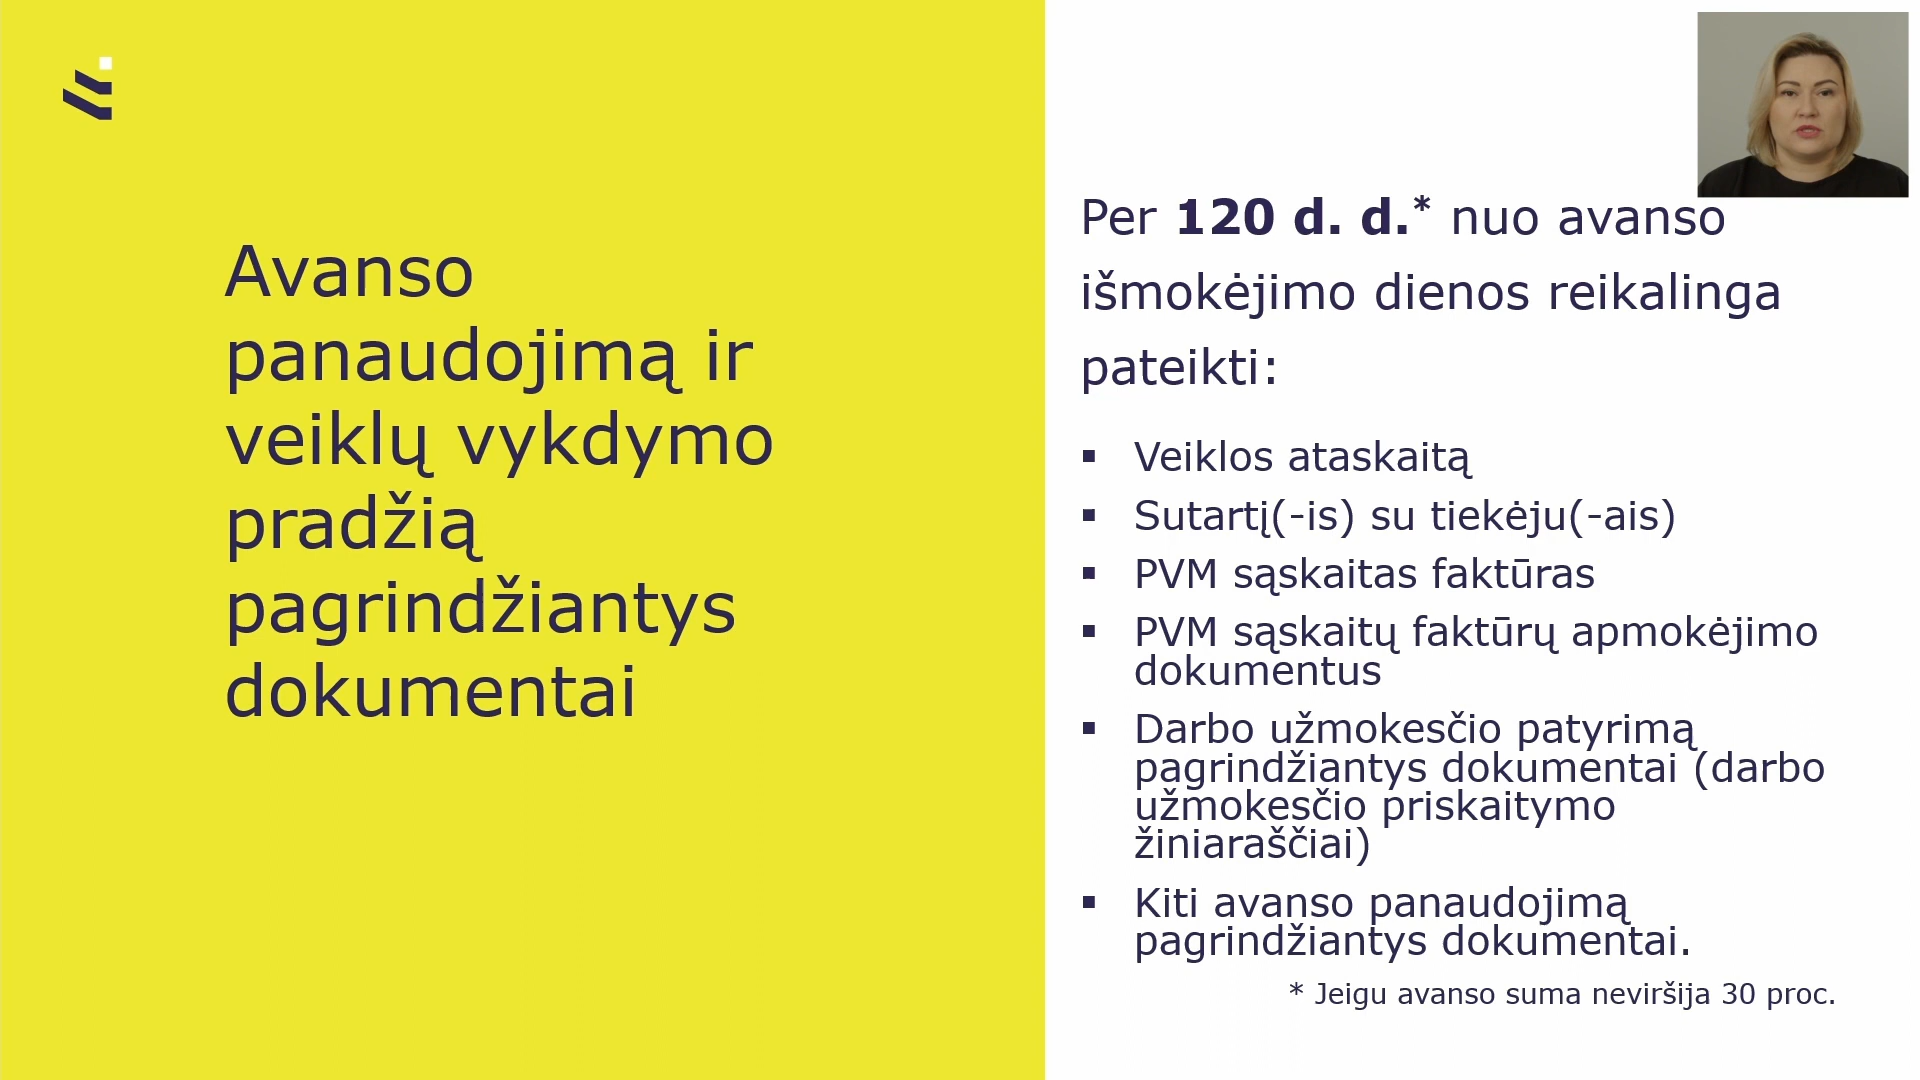 Avanso
panaudojimą ir
veiklų vykdymo
pradžią
pagrindžiantys
dokumentai
Per 120 d. d.* nuo avanso
išmokėjimo dienos reikalinga
pateikti:
▪ Veiklos ataskaitą
▪ Sutartį(-is) su tiekėju(-ais)
▪ PVM sąskaitas faktūras
▪ PVM sąskaitų faktūrų apmokėjimo
dokumentus
▪ Darbo užmokesčio patyrimą
pagrindžiantys dokumentai (darbo
užmokesčio priskaitymo
žiniaraščiai)
▪ Kiti avanso panaudojimą
pagrindžiantys dokumentai.
* Jeigu avanso suma neviršija 30 proc.